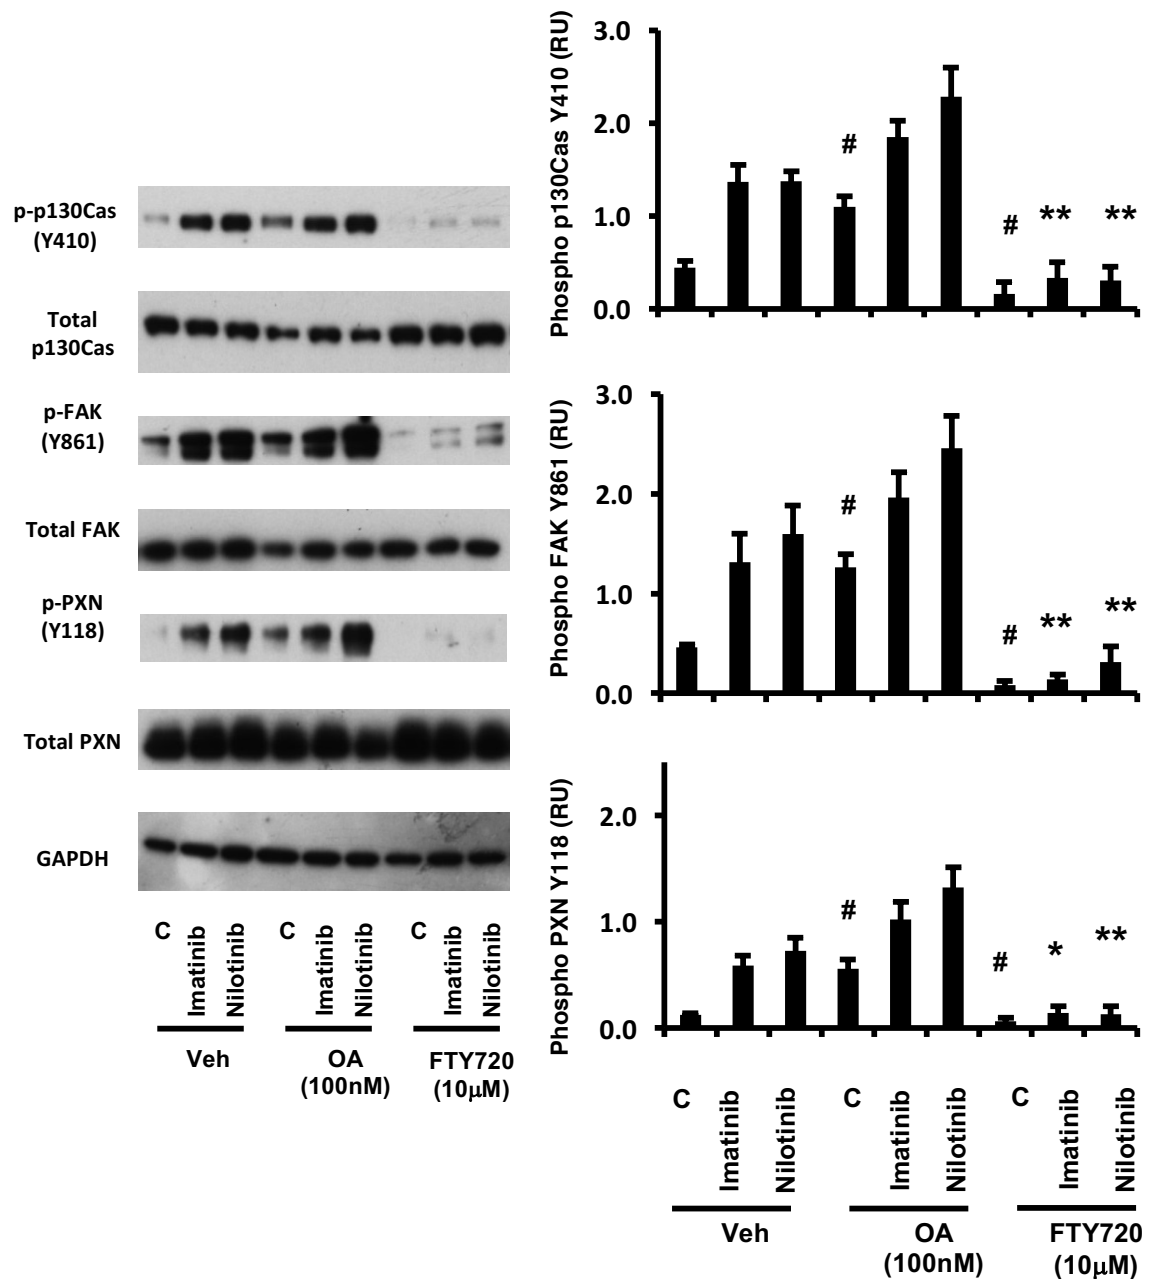 p-p130Cas
(Y410)
Total
p130Cas
p-FAK
(Y861)
Total FAK
p-PXN
(Y118)
Total PXN
GAPDH
C
Imatinib
Nilotinib
C
Imatinib
Nilotinib
C
Imatinib
Nilotinib
Veh
OA
(100nM)
FTY720
(10µM)
Phospho p130Cas Y410 (RU)
3.0
2.0
1.0
0.0
#
#
**
**
Phospho FAK Y861 (RU)
3.0
2.0
1.0
0.0
#
#
**
**
Phospho PXN Y118 (RU)
2.0
1.0
0.0
#
#
*
**
C
Imatinib
Nilotinib
C
Imatinib
Nilotinib
C
Imatinib
Nilotinib
Veh
OA
(100nM)
FTY720
(10µM)